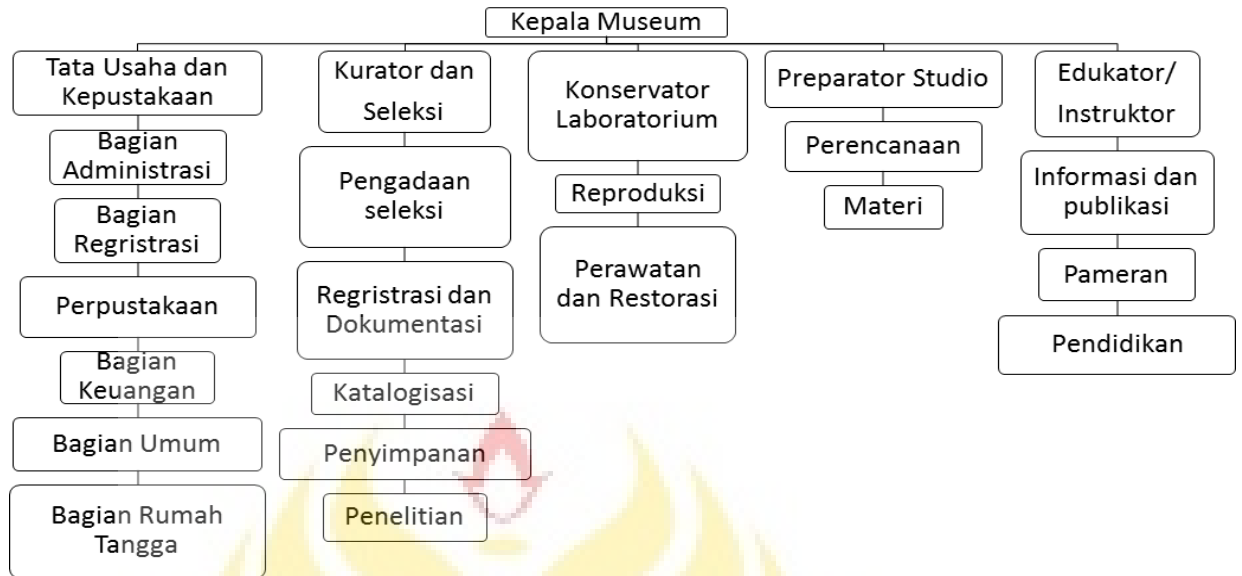 Kepala Museum
Tata Usaha dan
Kepustakaan
Bagian
Administrasi
Bagian
Regristrasi
Perpustakaan
Bagian
Keuangan
Bagian Umum
Bagian Rumah
Tangga
Kurator dan
Seleksi
Pengadaan
seleksi
Regristrasi dan
Dokumentasi
Katalogisasi
Penyimpanan
Penelitian
Konservator
Laboratorium
Reproduksi
Perawatan
dan Restorasi
Preparator Studio
Perencanaan
Materi
Edukator/
Instruktor
Informasi dan
publikasi
Pameran
Pendidikan